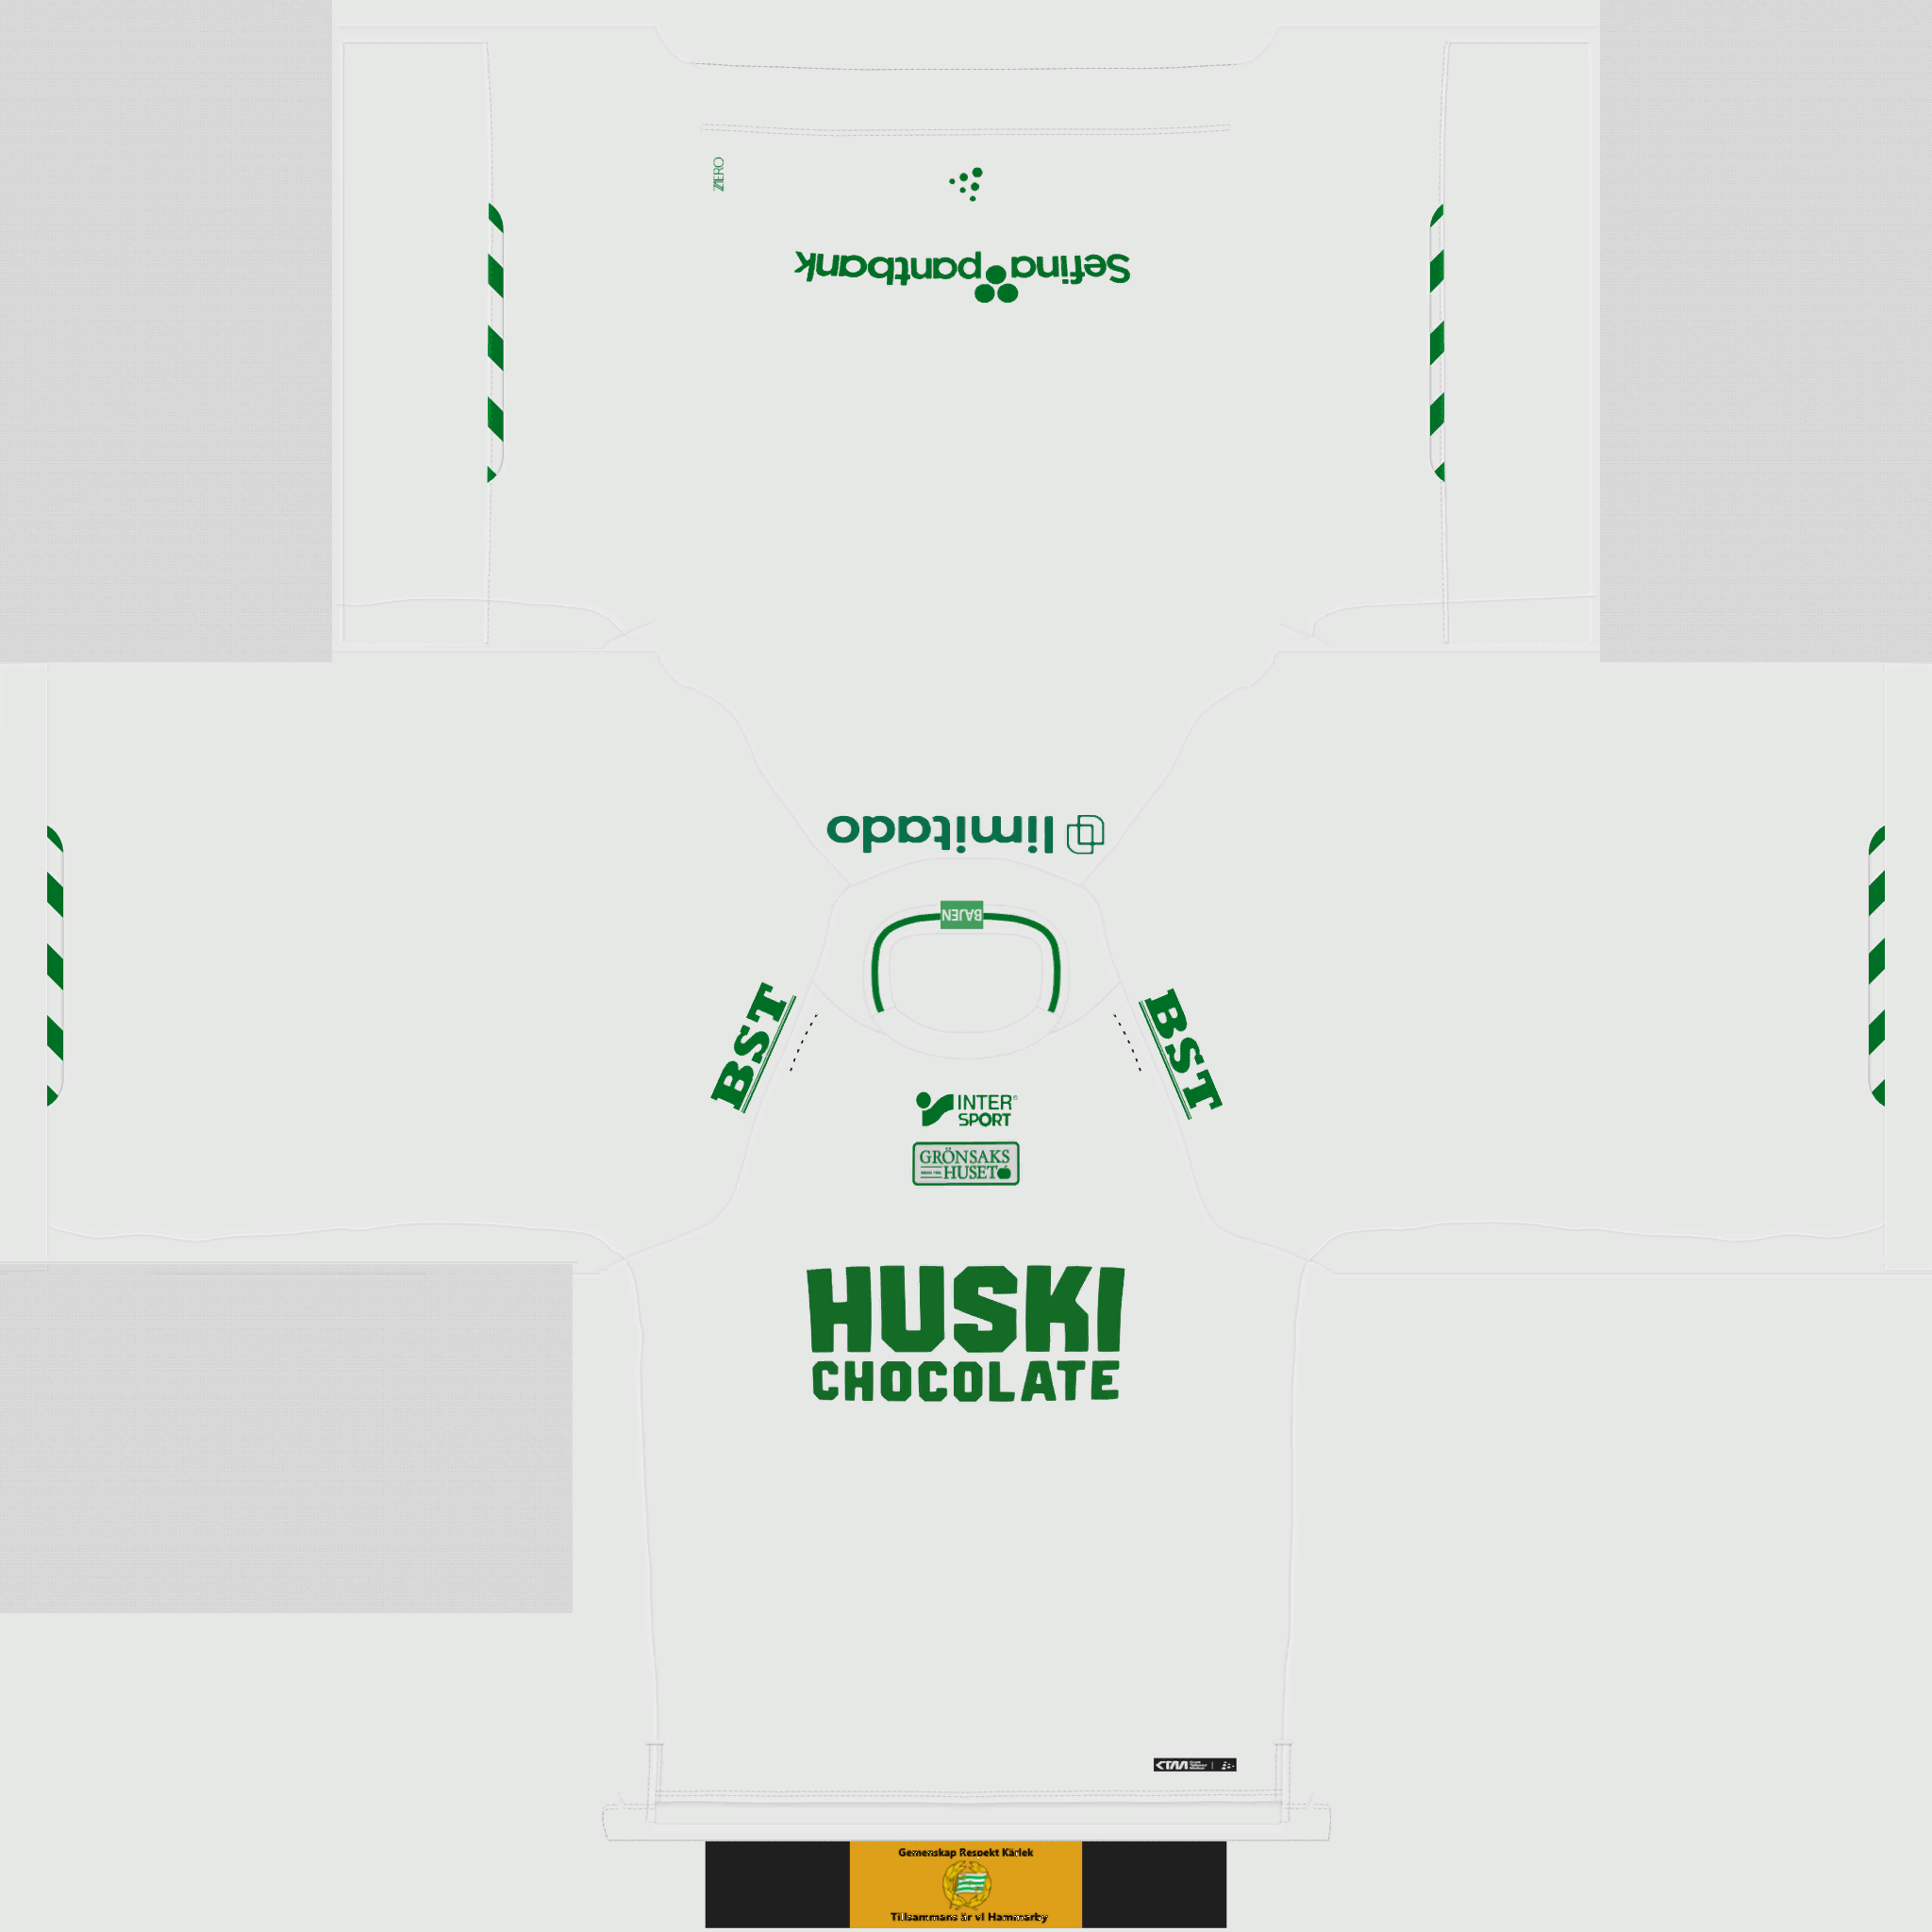 ZERO
Sefina pantbank
limitado
BAJEN
BST
BST
INTER
SPORT
GRÖNSAKS
HUSET
HUSKI
CHOCOLATE
KTM
Gemenskap Respekt Kärlek
Tillsammans är vi Hammarby